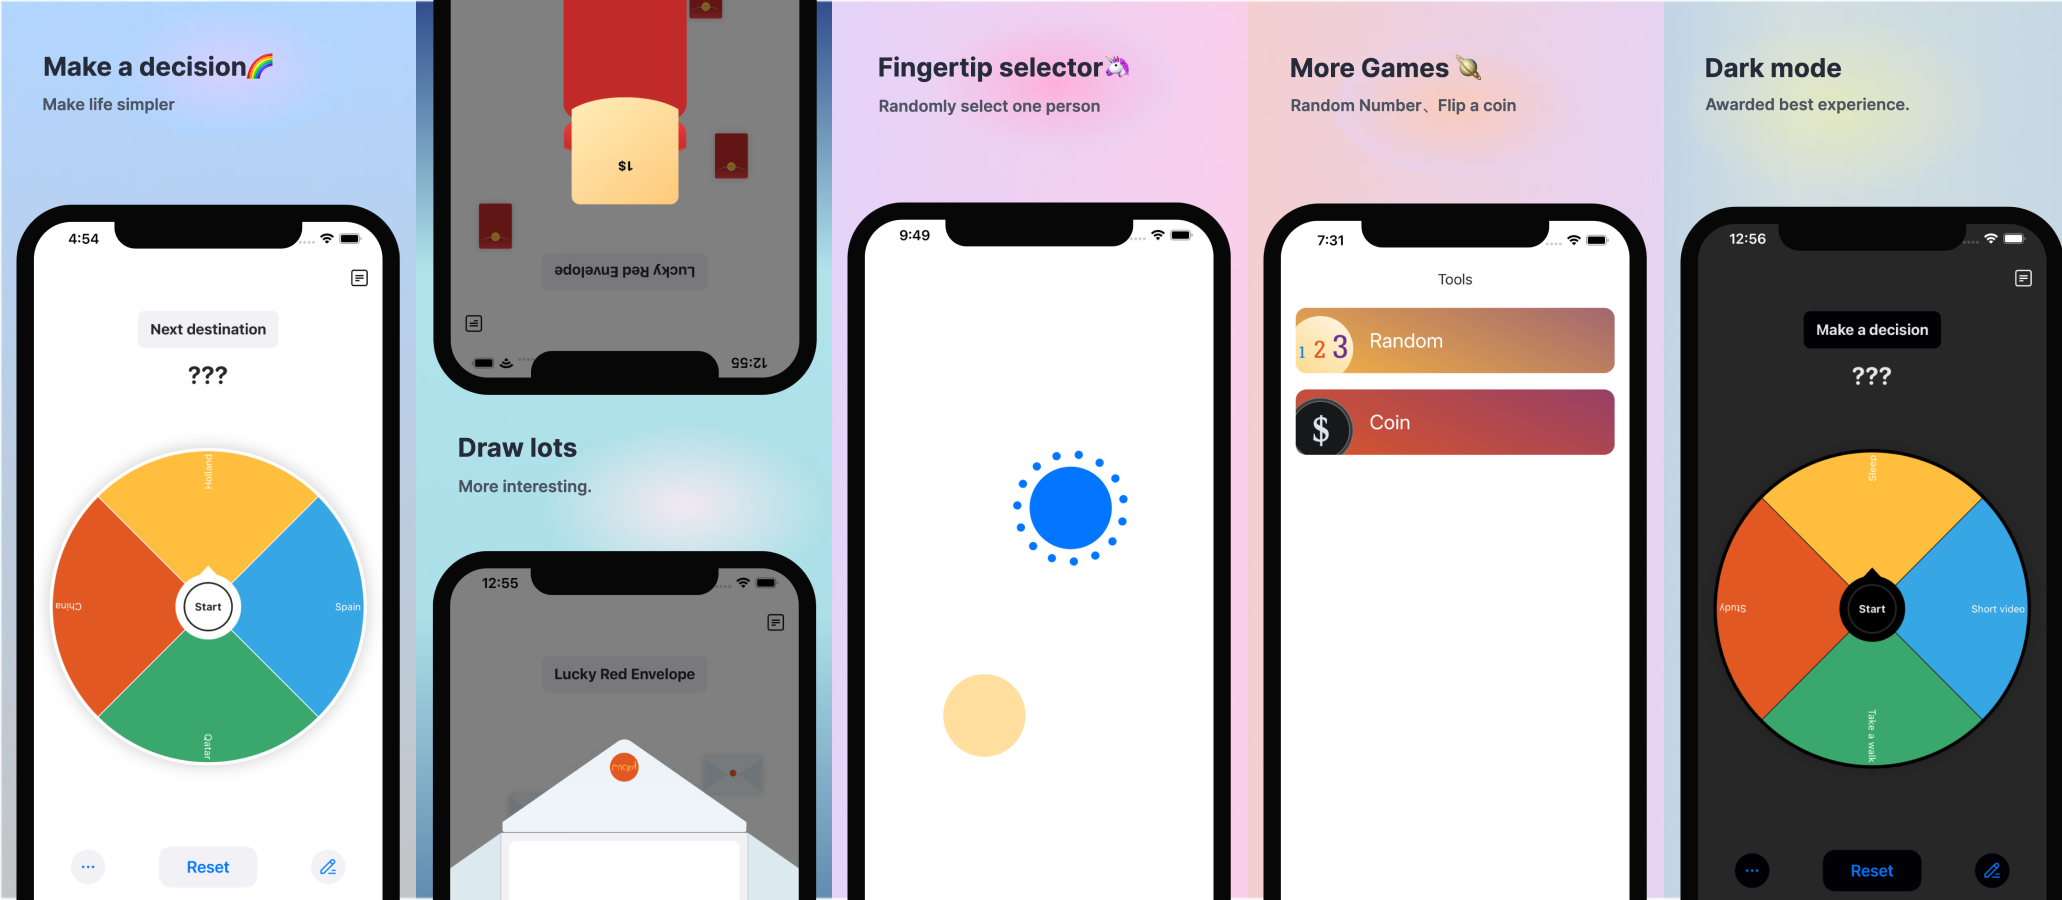 Make a decision🌈
Make life simpler
4:54
Next destination
???
Holland
China
Start
Spain
Qatar
Reset
1$
Lucky Red Envelope
12:55
Draw lots
More interesting.
12:55
Lucky Red Envelope
Lucky
Fingertip selector🦄
Randomly select one person
9:49
More Games 🪐
Random Number、Flip a coin
7:31
Tools
1 2 3 Random
$ Coin
Dark mode
Awarded best experience.
12:56
Make a decision
???
Sleep
Study
Start
Short video
Take a walk
Reset